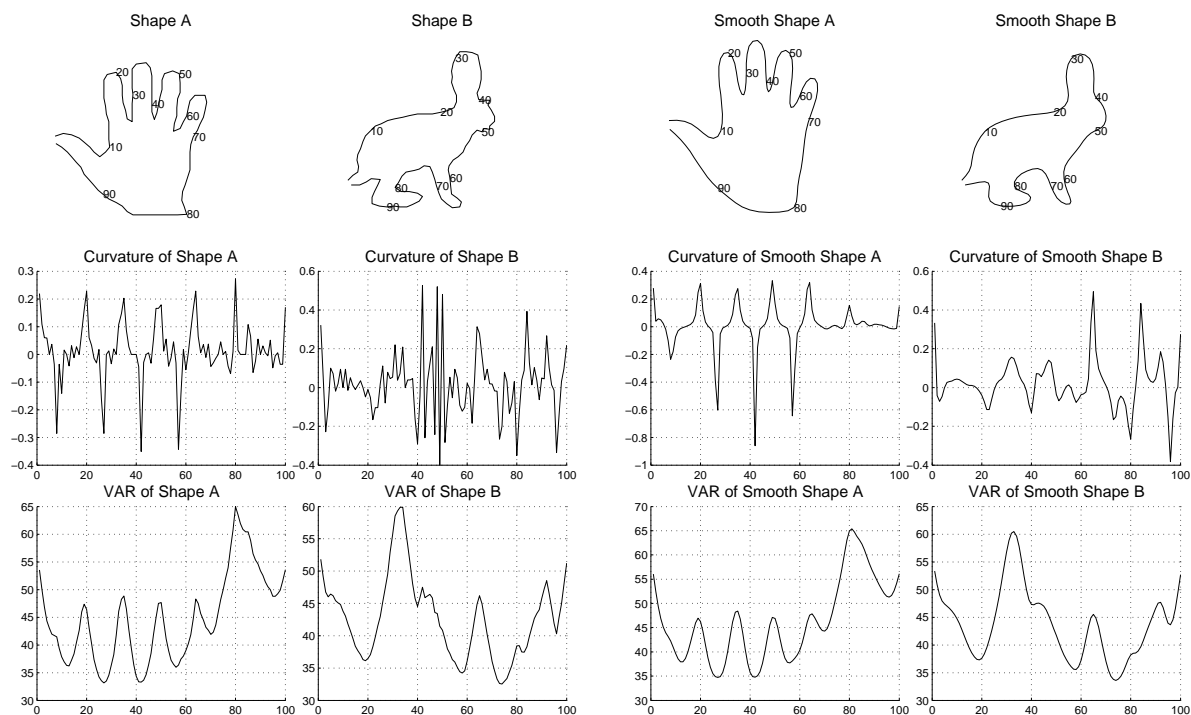 Shape A
Shape B
Smooth Shape A
Smooth Shape B
10 20 30 40 50 60 70 80 90
10 20 30 40 50 60 70 80 90
10 20 30 40 50 60 70 80 90
10 20 30 40 50 60 70 80 90
Curvature of Shape A
0.3
0.2
0.1
0
−0.1
−0.2
−0.3
−0.4
0 20 40 60 80 100
Curvature of Shape B
0.6
0.4
0.2
0
−0.2
−0.4
0 20 40 60 80 100
Curvature of Smooth Shape A
0.4
0.2
0
−0.2
−0.4
−0.6
−0.8
−1
0 20 40 60 80 100
Curvature of Smooth Shape B
0.6
0.4
0.2
0
−0.2
−0.4
0 20 40 60 80 100
VAR of Shape A
65
60
55
50
45
40
35
30
0 20 40 60 80 100
VAR of Shape B
60
55
50
45
40
35
30
0 20 40 60 80 100
VAR of Smooth Shape A
70
65
60
55
50
45
40
35
30
0 20 40 60 80 100
VAR of Smooth Shape B
65
60
55
50
45
40
35
30
0 20 40 60 80 100